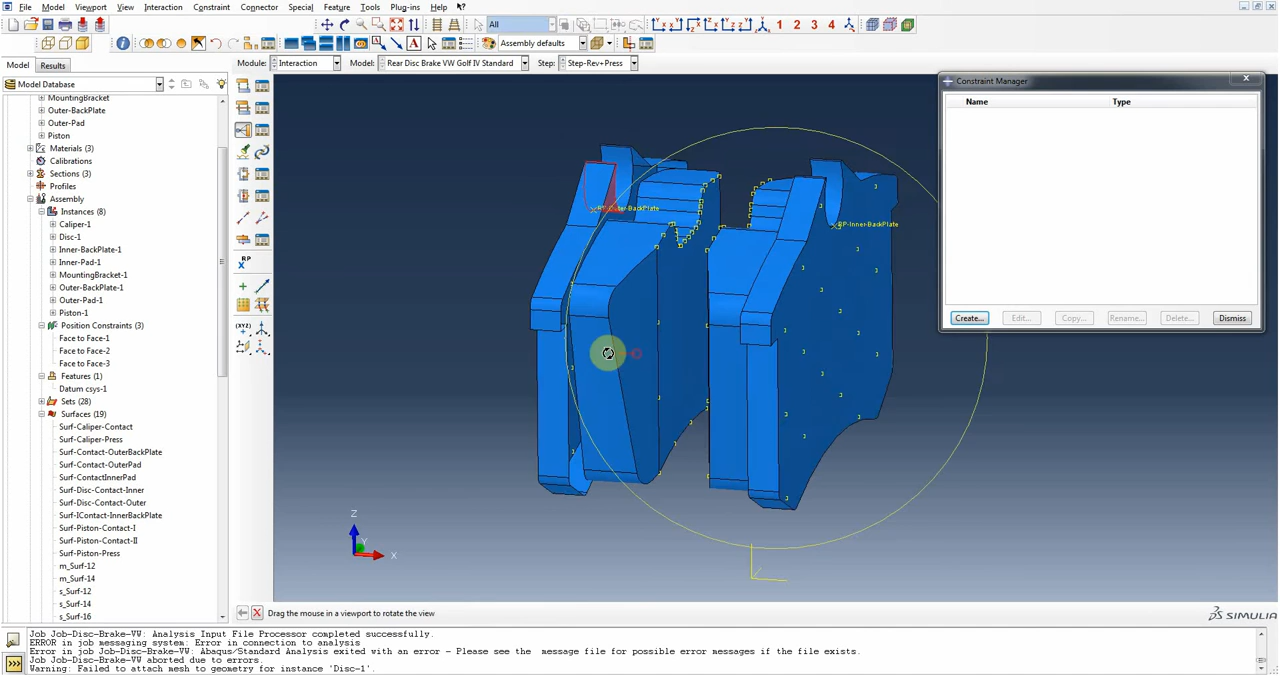 File Model Viewport View Interaction Constraint Connector Special Feature Tools Plug-ins Help
All
1 2 3 4
Assembly defaults
Model Results
Module: Interaction Model: Rear Disc Brake VW Golf IV Standard Step: Step-Rev+Press
Model Database
MountingBracket
Outer-BackPlate
Outer-Pad
Piston
Materials (3)
Calibrations
Sections (3)
Profiles
Assembly
Instances (8)
Caliper-1
Disc-1
Inner-BackPlate-1
Inner-Pad-1
MountingBracket-1
Outer-BackPlate-1
Outer-Pad-1
Piston-1
Position Constraints (3)
Face to Face-1
Face to Face-2
Face to Face-3
Features (1)
Datum csys-1
Sets (28)
Surfaces (19)
Surf-Caliper-Contact
Surf-Caliper-Press
Surf-Contact-OuterBackPlate
Surf-Contact-OuterPad
Surf-ContactInnerPad
Surf-Disc-Contact-Inner
Surf-Disc-Contact-Outer
Surf-IContact-InnerBackPlate
Surf-Piston-Contact-I
Surf-Piston-Contact-II
Surf-Piston-Press
m_Surf-12
m_Surf-14
s_Surf-12
s_Surf-14
s_Surf-16
RP
(XYZ)
RP-Outer-BackPlate
RP-Inner-BackPlate
Z
Y
X
Constraint Manager
Name Type
Create... Edit... Copy... Rename... Delete... Dismiss
Drag the mouse in a viewport to rotate the view
SIMULIA
Job Job-Disc-Brake-VW: Analysis Input File Processor completed successfully.
ERROR in job messaging system: Error in connection to analysis
Error in job Job-Disc-Brake-VW: Abaqus/Standard Analysis exited with an error - Please see the message file for possible error messages if the file exists.
Job Job-Disc-Brake-VW aborted due to errors.
Warning: Failed to attach mesh to geometry for instance 'Disc-1'.
>>>